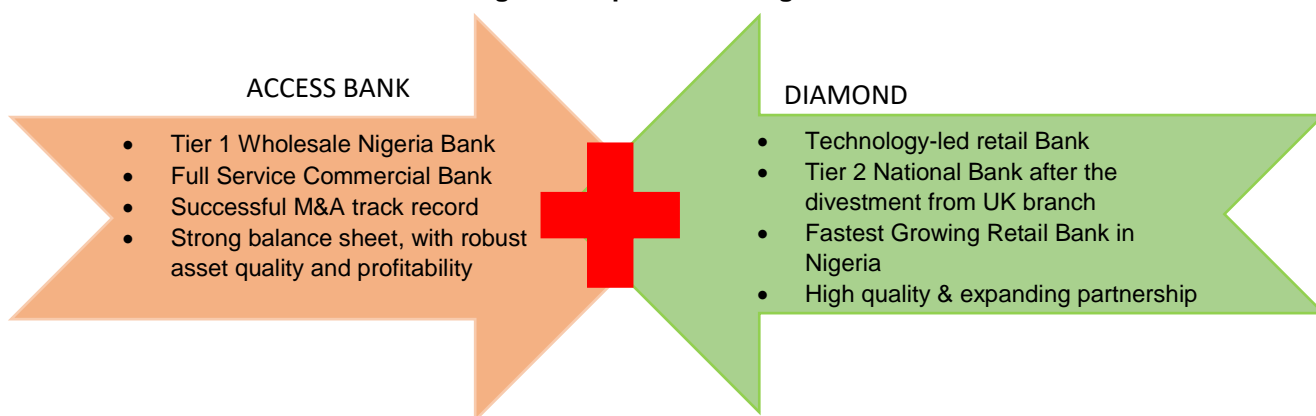 ACCESS BANK
• Tier 1 Wholesale Nigeria Bank
• Full Service Commercial Bank
• Successful M&A track record
• Strong balance sheet, with robust
asset quality and profitability
DIAMOND
• Technology-led retail Bank
• Tier 2 National Bank after the
divestment from UK branch
• Fastest Growing Retail Bank in
Nigeria
• High quality & expanding partnership